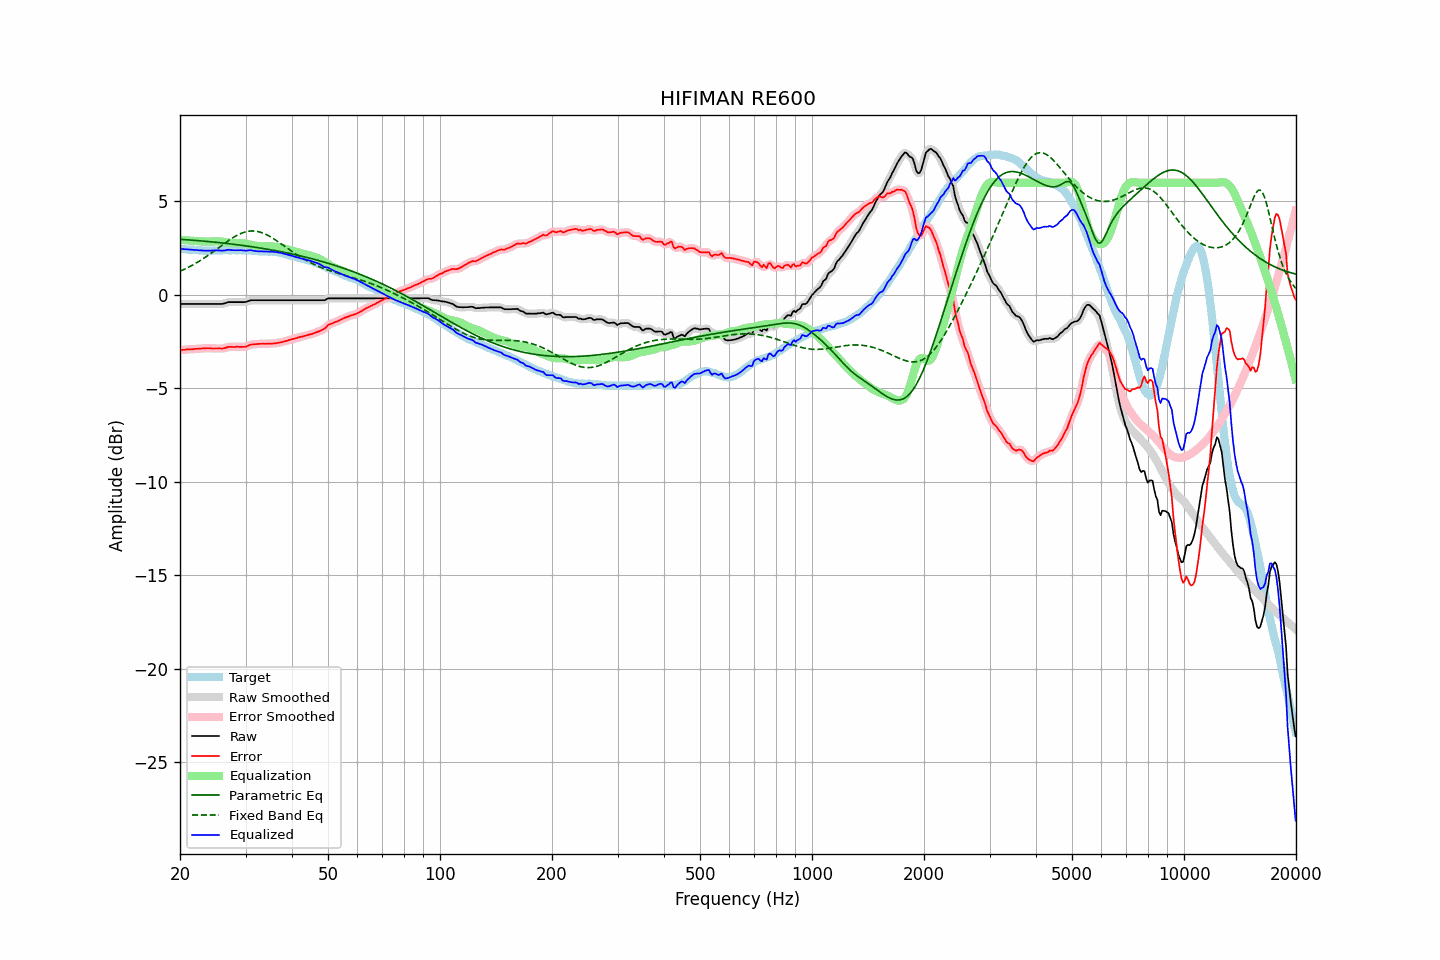 HIFIMAN RE600
Amplitude (dBr)
5
0
−5
−10
−15
−20
−25
Target
Raw Smoothed
Error Smoothed
Raw
Error
Equalization
Parametric Eq
Fixed Band Eq
Equalized
20 50 100 200 500 1000 2000 5000 10000 20000
Frequency (Hz)